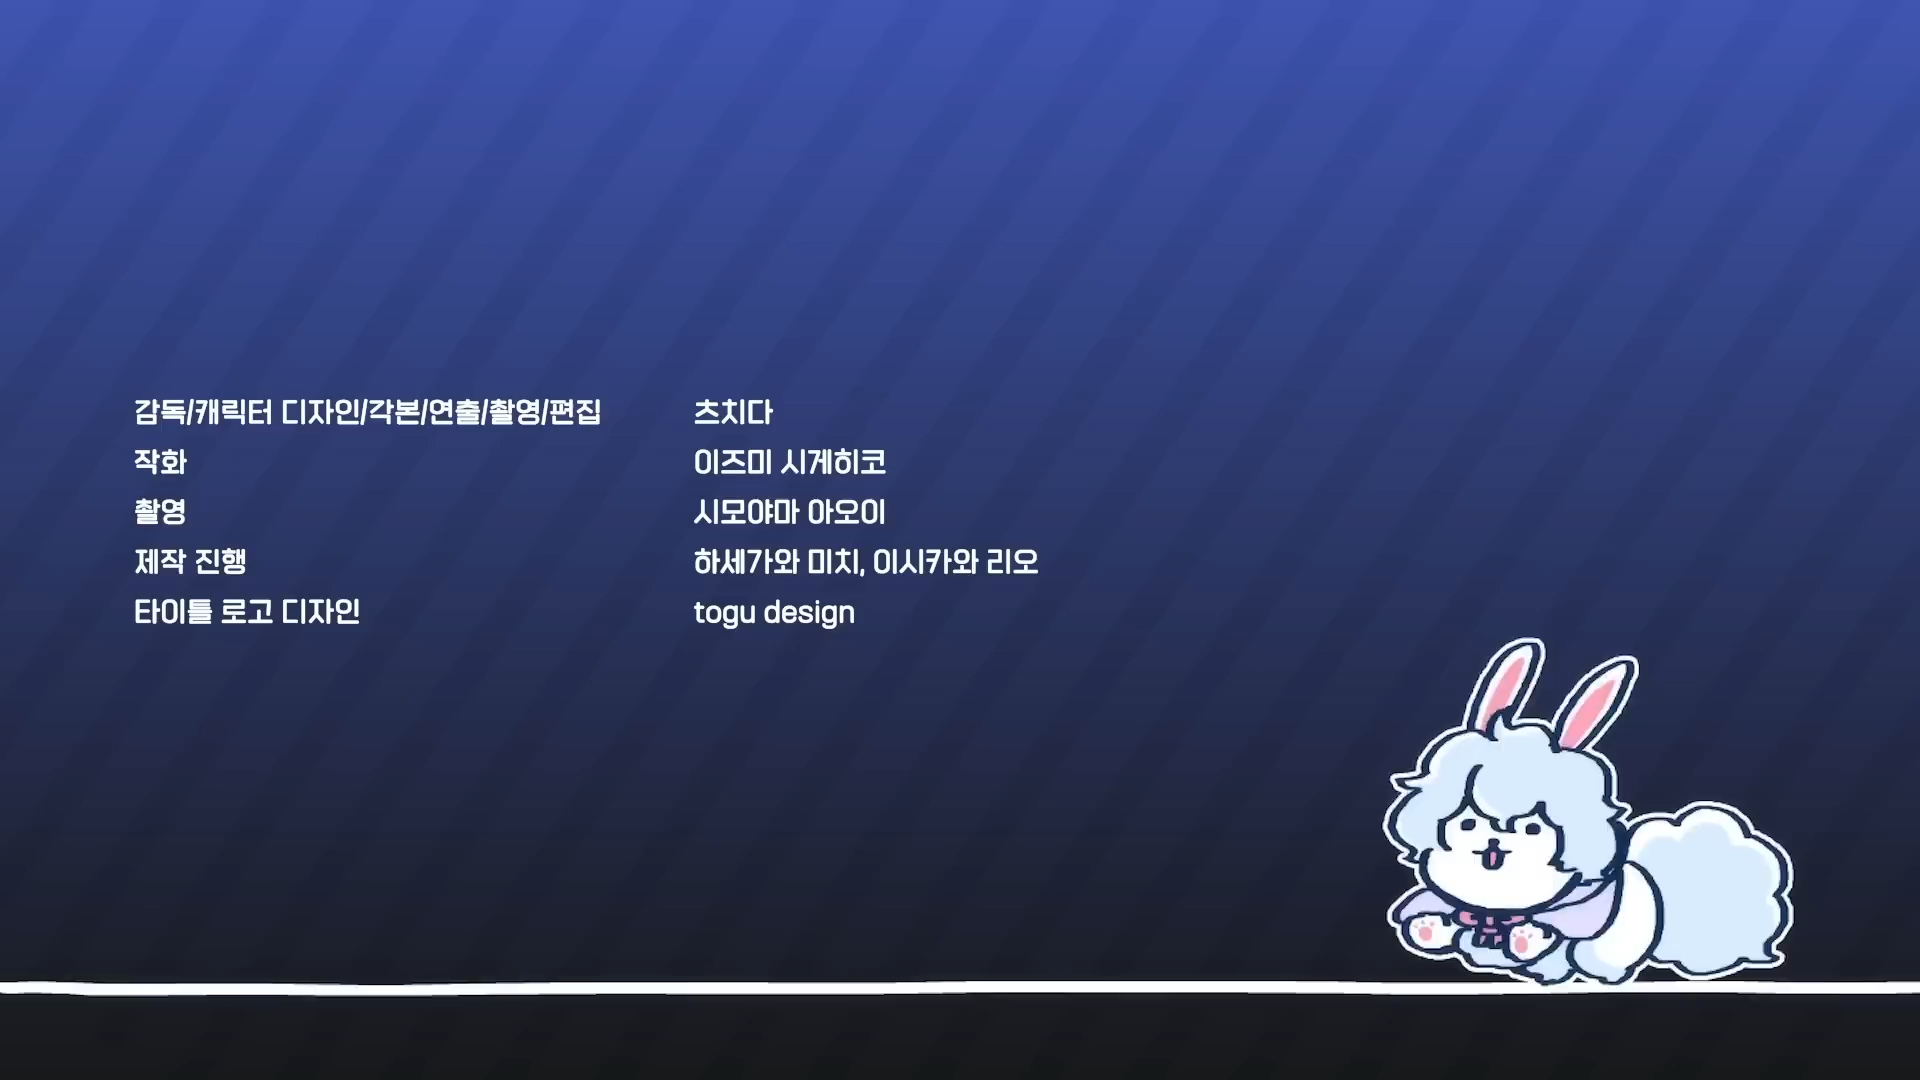 감독/캐릭터 디자인/각본/연출/촬영/편집 츠치다
작화 이즈미 시게히코
촬영 시모야마 아오이
제작 진행 하세가와 미치, 이시카와 리오
타이틀 로고 디자인 togu design